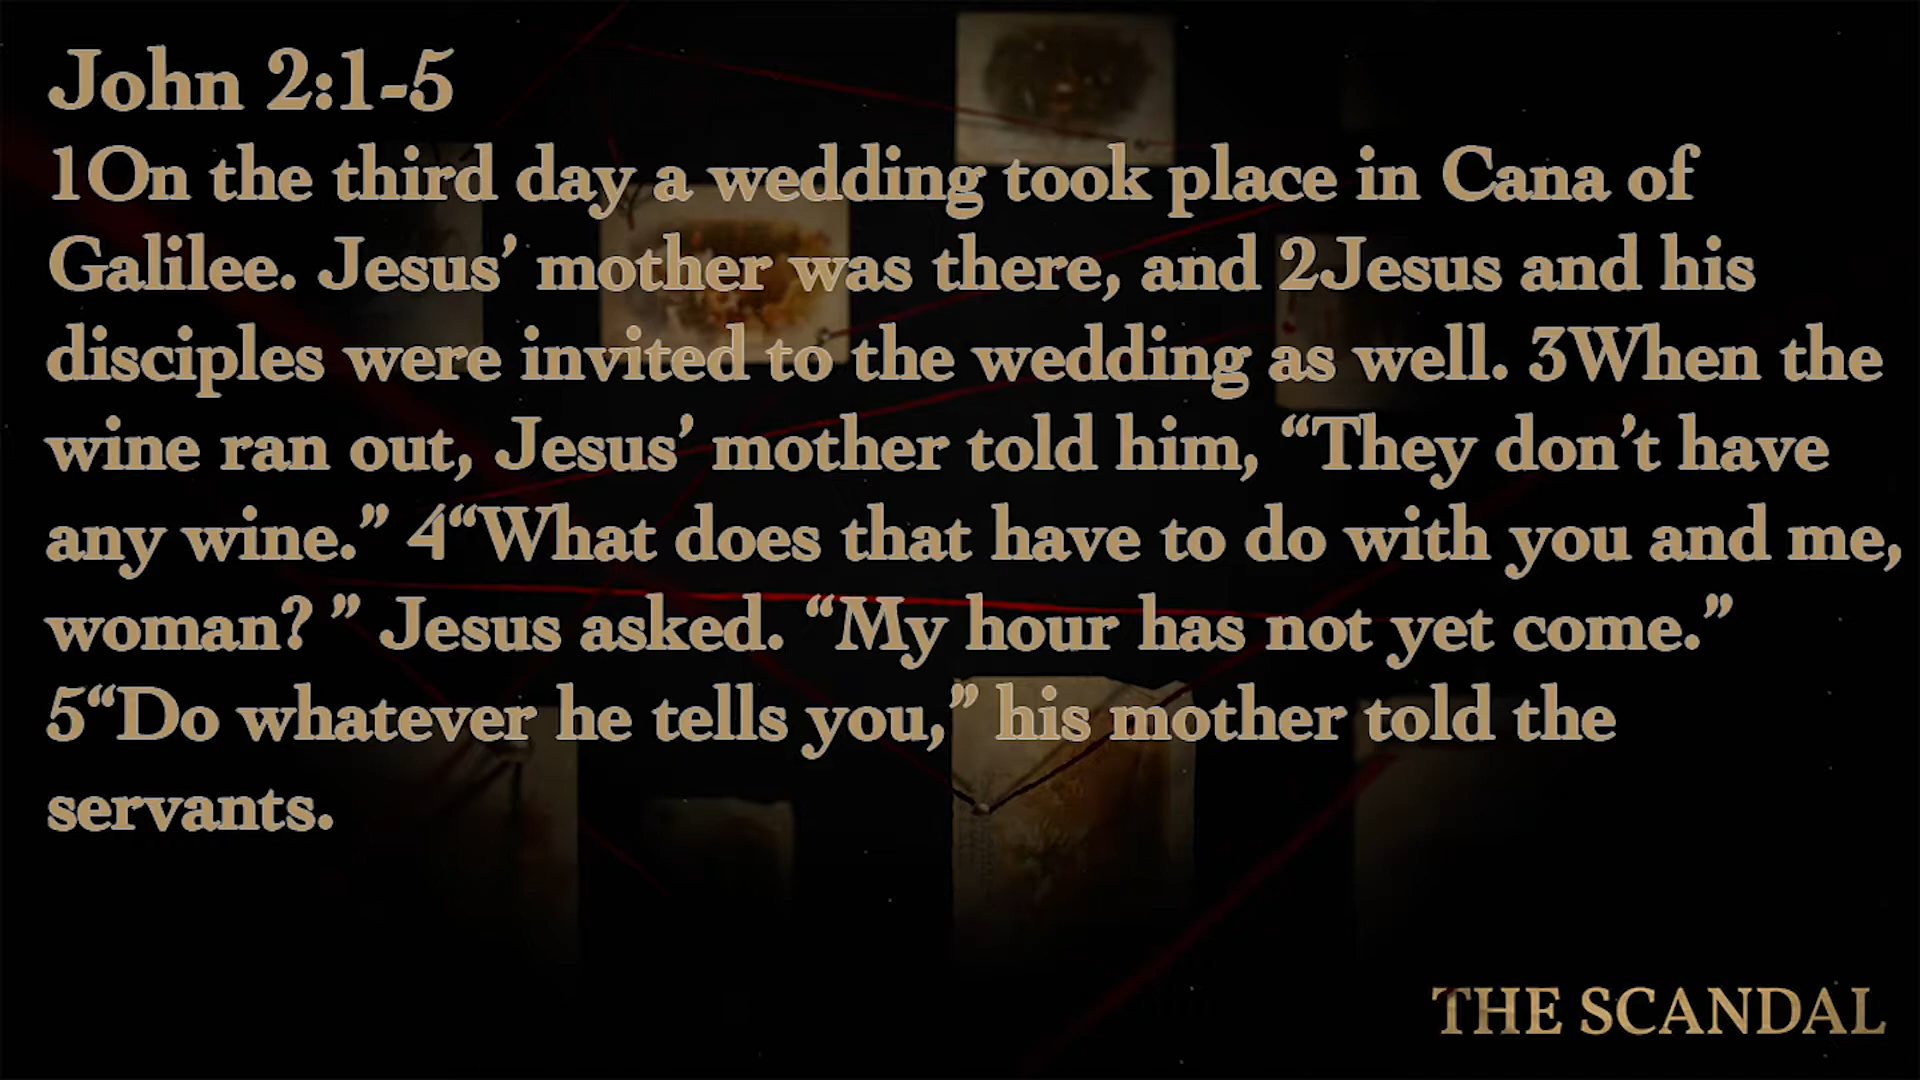 John 2:1-5
1On the third day a wedding took place in Cana of
Galilee. Jesus’ mother was there, and 2Jesus and his
disciples were invited to the wedding as well. 3When the
wine ran out, Jesus’ mother told him, “They don’t have
any wine.” 4“What does that have to do with you and me,
woman? ” Jesus asked. “My hour has not yet come.”
5“Do whatever he tells you,” his mother told the
servants.
THE SCANDAL